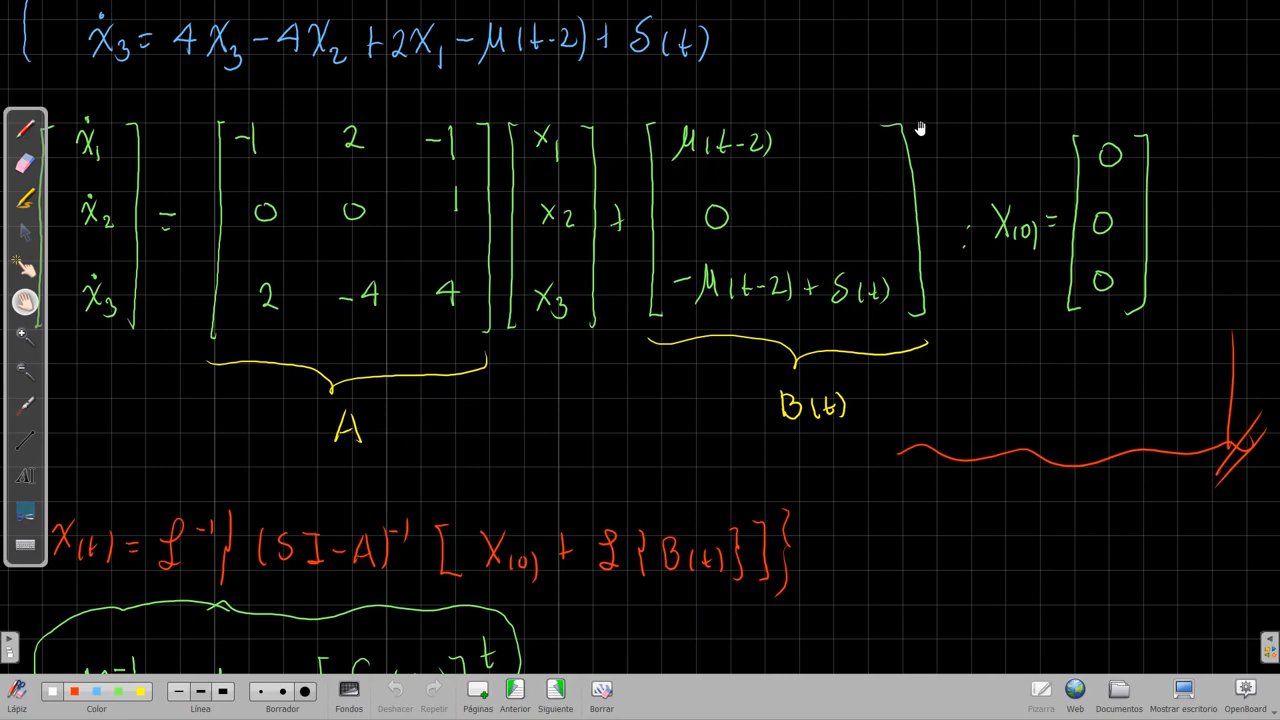 ẋ₃ = 4x₃ - 4x₂ + 2x₁ - μ(t-2) + δ(t)
[ẋ₁] = [-1 2 -1] [x₁] + [μ(t-2)] ; X(0) = [0]
[ẋ₂] [0 0 1] [x₂] [0] [0]
[ẋ₃] [2 -4 4] [x₃] [-μ(t-2) + δ(t)] [0]
A B(t)
X(t) = ℒ⁻¹{(SI-A)⁻¹ [X(0) + ℒ{B(t)}]}
t
Lápiz Color Línea Borrador Fondos Deshacer Repetir Páginas Anterior Siguiente Borrar Pizarra Web Documentos Mostrar escritorio OpenBoard